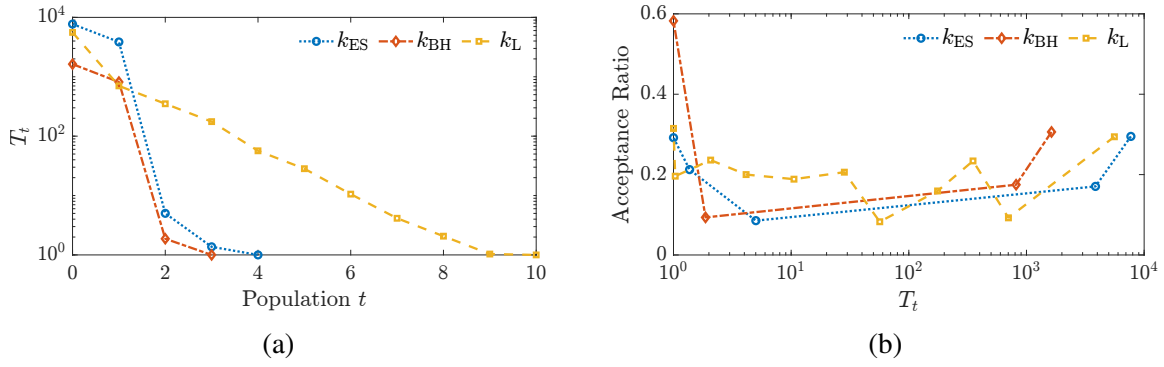 10^4
10^2
10^0
T_t
0 2 4 6 8 10
Population t
k_ES k_BH k_L
(a)
0.6
0.4
0.2
0
Acceptance Ratio
10^0 10^1 10^2 10^3 10^4
T_t
k_ES k_BH k_L
(b)